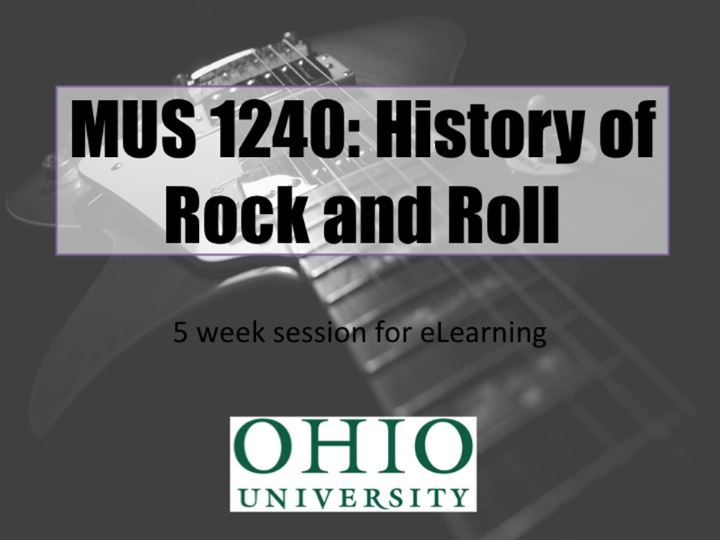 MUS 1240: History of
Rock and Roll
5 week session for eLearning
OHIO
UNIVERSITY